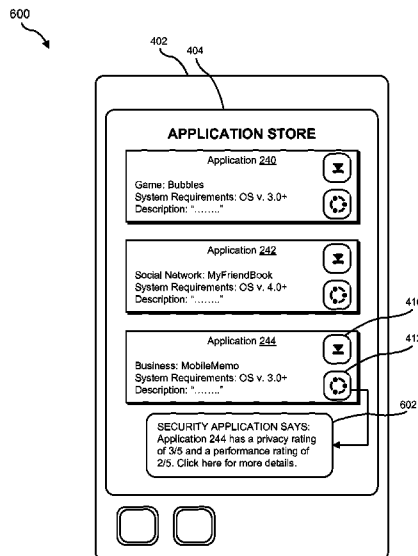 600
402
404
APPLICATION STORE
Application 240
Game: Bubbles
System Requirements: OS v. 3.0+
Description: "........"
Application 242
Social Network: MyFriendBook
System Requirements: OS v. 4.0+
Description: "........"
Application 244
Business: MobileMemo
System Requirements: OS v. 3.0+
Description: "........"
412
602
SECURITY APPLICATION SAYS:
Application 244 has a privacy rating
of 3/5 and a performance rating of
2/5. Click here for more details.